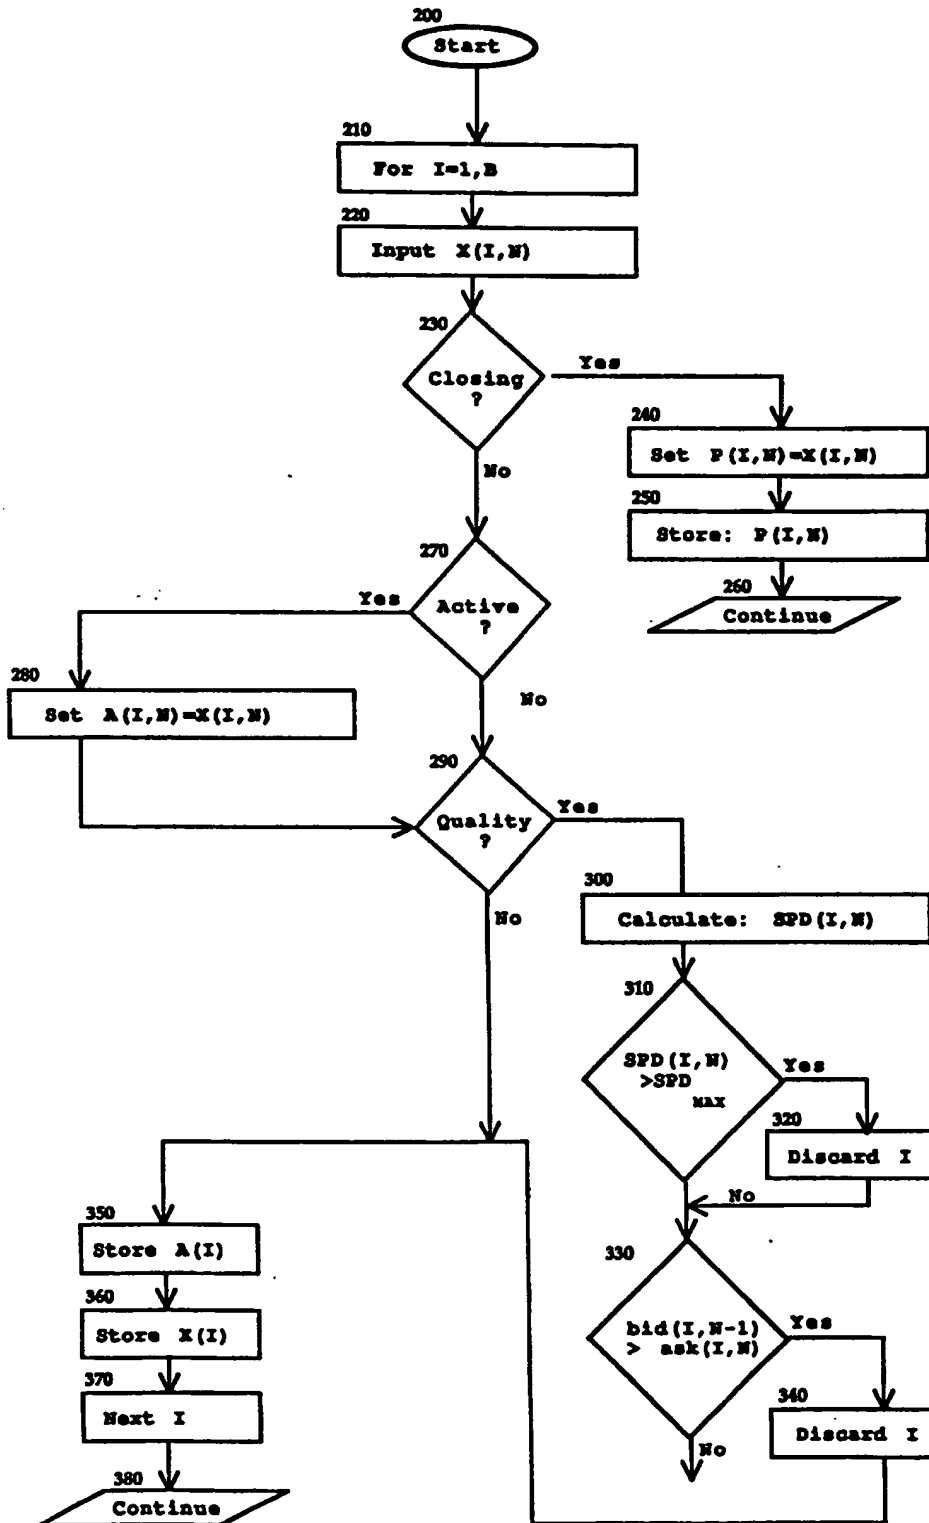 200
Start
210
For I=1,B
220
Input X(I,N)
230
Closing
?
Yes
No
240
Set P(I,N)=X(I,N)
250
Store: P(I,N)
260
Continue
270
Active
?
Yes
No
280
Set A(I,N)=X(I,N)
290
Quality
?
Yes
No
300
Calculate: SPD(I,N)
310
SPD(I,N)
>SPD
MAX
Yes
No
320
Discard I
330
bid(I,N-1)
> ask(I,N)
Yes
No
340
Discard I
350
Store A(I)
360
Store X(I)
370
Next I
380
Continue